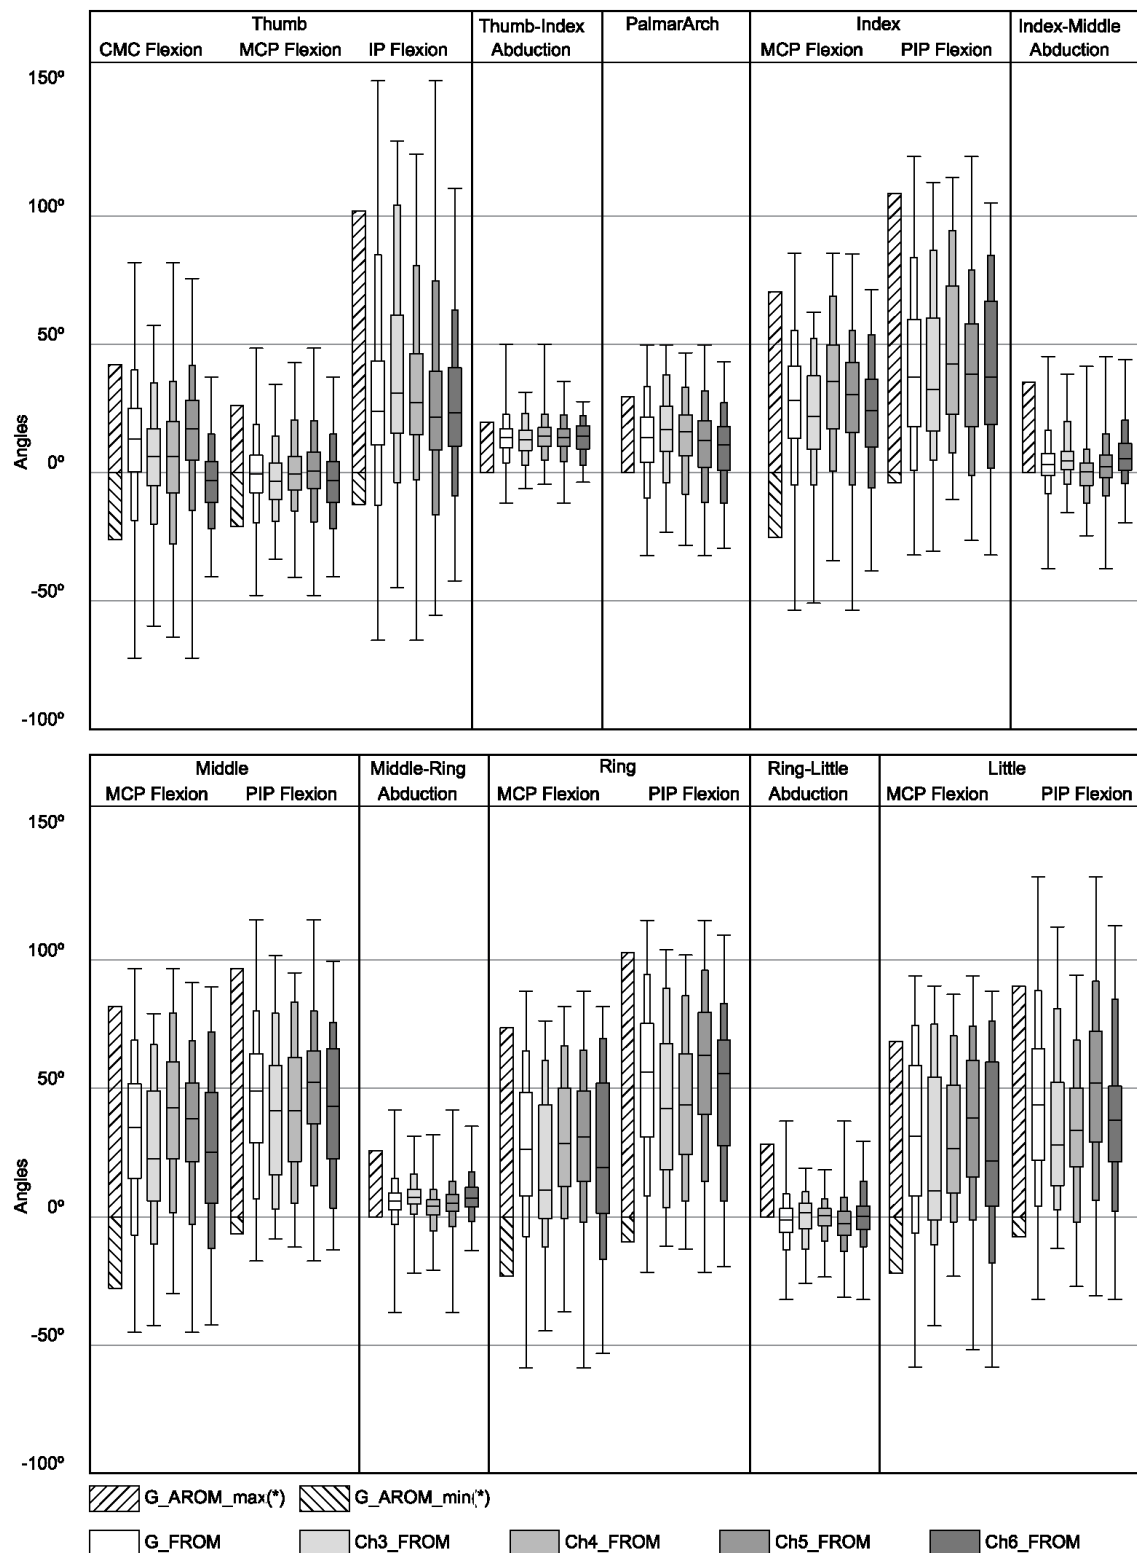 Thumb Thumb-Index PalmarArch Index Index-Middle
CMC Flexion MCP Flexion IP Flexion Abduction MCP Flexion PIP Flexion Abduction
150º
100º
50º
Angles
0º
-50º
-100º
Middle Middle-Ring Ring Ring-Little Little
MCP Flexion PIP Flexion Abduction MCP Flexion PIP Flexion Abduction MCP Flexion PIP Flexion
150º
100º
50º
Angles
0º
-50º
-100º
G_AROM_max(*) G_AROM_min(*)
G_FROM Ch3_FROM Ch4_FROM Ch5_FROM Ch6_FROM